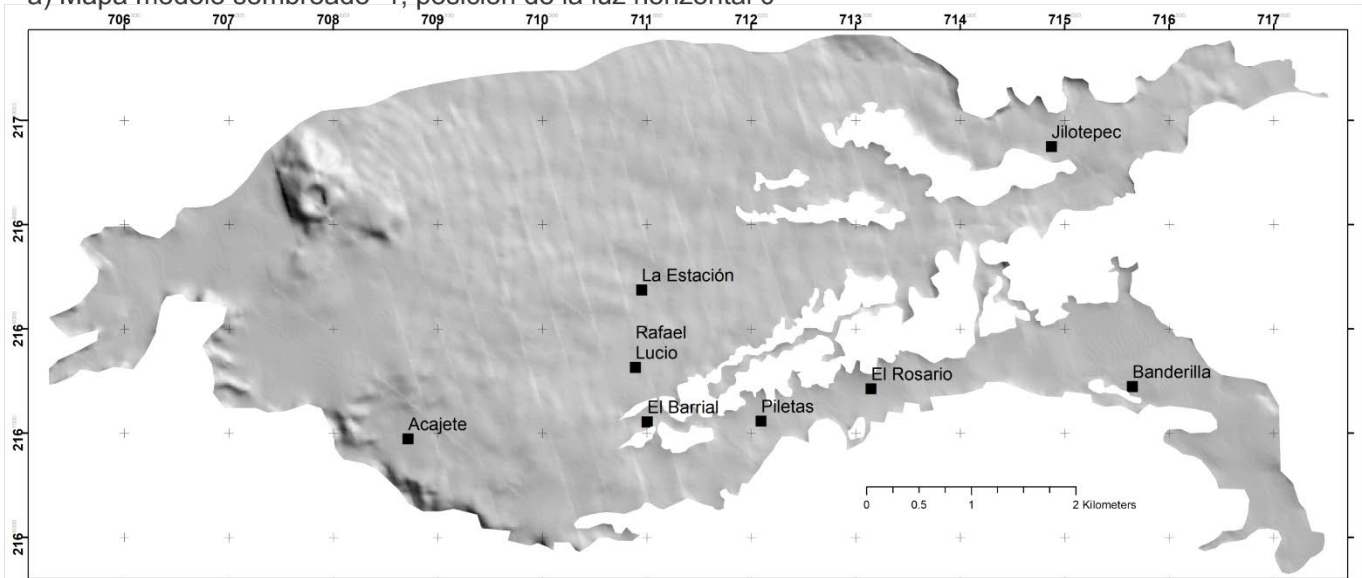 a) Mapa modelo sombreado -1, posición de la luz horizontal 0
706 707 708 709 710 711 712 713 714 715 716 717
217
Jilotepec
216
La Estación
216
Rafael
Lucio
El Rosario
Banderilla
El Barrial
Piletas
216
Acajete
0 0.5 1 2 Kilometers
216